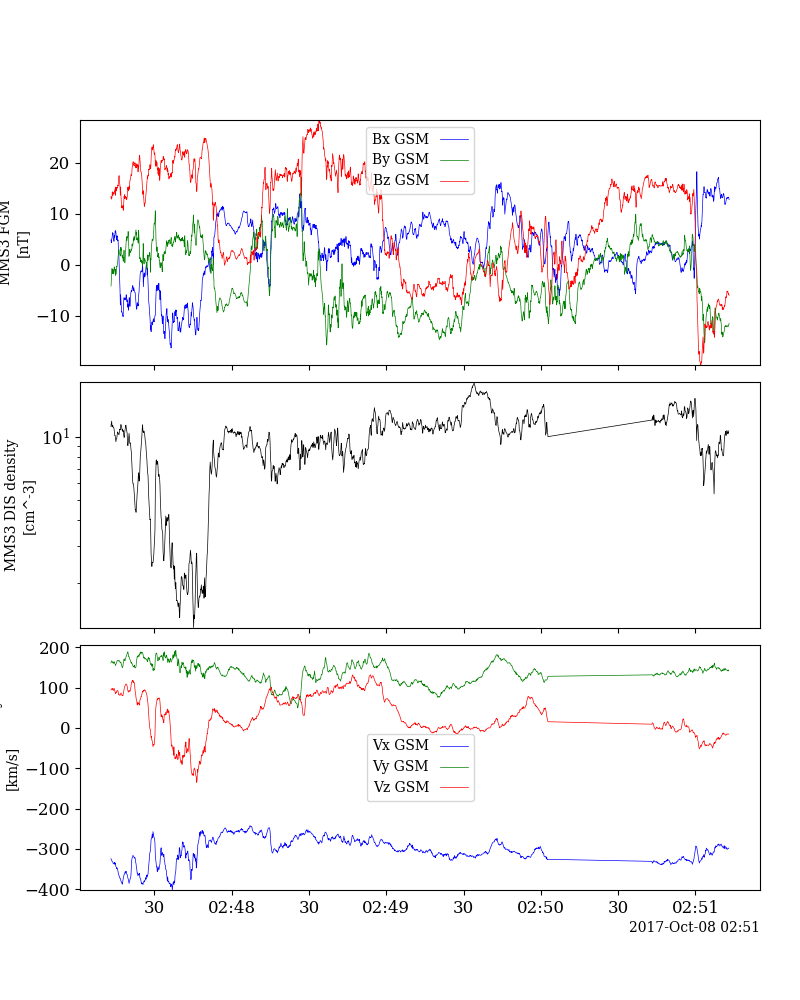 Bx GSM
By GSM
Bz GSM
20
10
0
−10
MMS3 FGM
[nT]
10^1
MMS3 DIS density
[cm^-3]
200
100
0
−100
−200
−300
−400
[km/s]
Vx GSM
Vy GSM
Vz GSM
30 02:48 30 02:49 30 02:50 30 02:51
2017-Oct-08 02:51